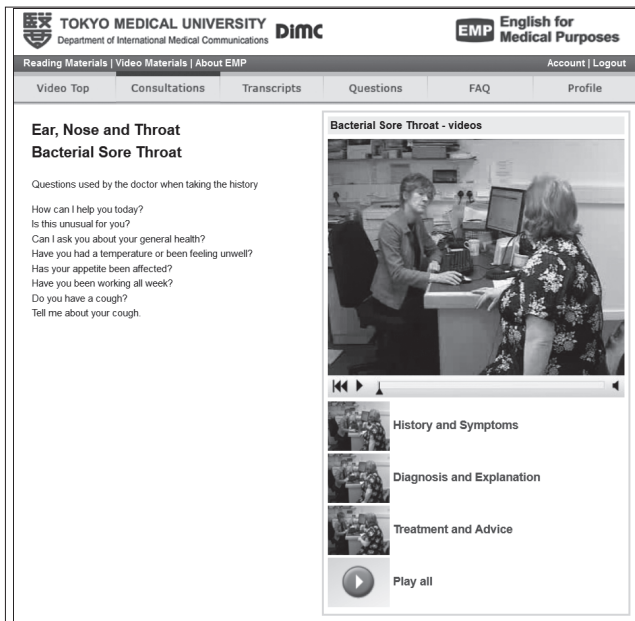 醫
TOKYO MEDICAL UNIVERSITY
Department of International Medical Communications
DIMC
EMP
English for
Medical Purposes
Reading Materials | Video Materials | About EMP
Account | Logout
Video Top
Consultations
Transcripts
Questions
FAQ
Profile
Ear, Nose and Throat
Bacterial Sore Throat
Questions used by the doctor when taking the history
How can I help you today?
Is this unusual for you?
Can I ask you about your general health?
Have you had a temperature or been feeling unwell?
Has your appetite been affected?
Have you been working all week?
Do you have a cough?
Tell me about your cough.
Bacterial Sore Throat - videos
History and Symptoms
Diagnosis and Explanation
Treatment and Advice
Play all